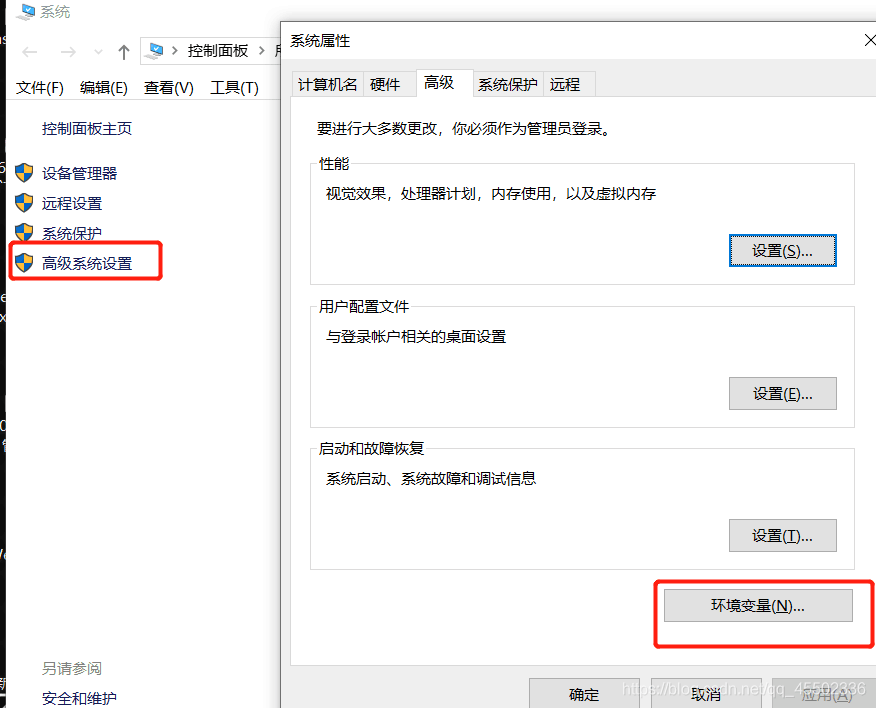 系统
控制面板
文件(F) 编辑(E) 查看(V) 工具(T)
控制面板主页
设备管理器
远程设置
系统保护
高级系统设置
另请参阅
安全和维护
系统属性
计算机名 硬件 高级 系统保护 远程
要进行大多数更改，你必须作为管理员登录。
性能
视觉效果，处理器计划，内存使用，以及虚拟内存
设置(S)...
用户配置文件
与登录帐户相关的桌面设置
设置(E)...
启动和故障恢复
系统启动、系统故障和调试信息
设置(T)...
环境变量(N)...
确定 取消 应用(A)
https://blog.csdn.net/qq_45502336